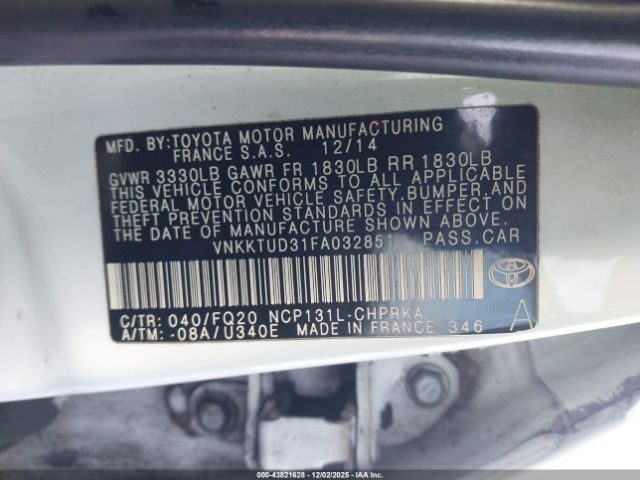 MFD. BY:TOYOTA MOTOR MANUFACTURING
FRANCE S.A.S. 12/14
GVWR 3330LB GAWR FR 1830LB RR 1830LB
THIS VEHICLE CONFORMS TO ALL APPLICABLE
FEDERAL MOTOR VEHICLE SAFETY,BUMPER,AND
THEFT PREVENTION STANDARDS IN EFFECT ON
THE DATE OF MANUFACTURE SHOWN ABOVE.
VNKKTUD31FA032851 PASS.CAR
C/TR: 040/FQ20 NCP131L-CHPRKA
A/TM: -08A/U340E MADE IN FRANCE 346
A
TOYOTA
000-43821628 - 12/02/2025 - IAAI.COM